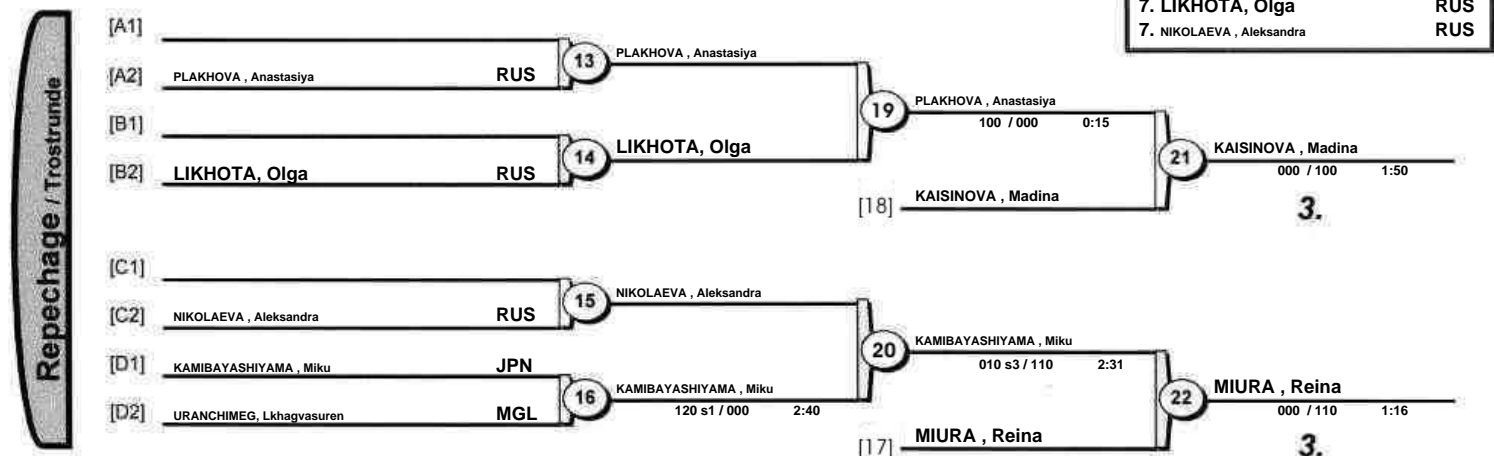 7. LIKHOTA, Olga RUS
7. NIKOLAEVA , Aleksandra RUS
Repechage / Trostrunde
[A1]
[A2] PLAKHOVA , Anastasiya RUS
13 PLAKHOVA , Anastasiya
[B1]
[B2] LIKHOTA, Olga RUS
14 LIKHOTA, Olga
19 PLAKHOVA , Anastasiya
100 / 000 0:15
[18] KAISINOVA , Madina
21 KAISINOVA , Madina
000 / 100 1:50
3.
[C1]
[C2] NIKOLAEVA , Aleksandra RUS
15 NIKOLAEVA , Aleksandra
[D1] KAMIBAYASHIYAMA , Miku JPN
[D2] URANCHIMEG, Lkhagvasuren MGL
16 KAMIBAYASHIYAMA , Miku
120 s1 / 000 2:40
20 KAMIBAYASHIYAMA , Miku
010 s3 / 110 2:31
[17] MIURA , Reina
22 MIURA , Reina
000 / 110 1:16
3.